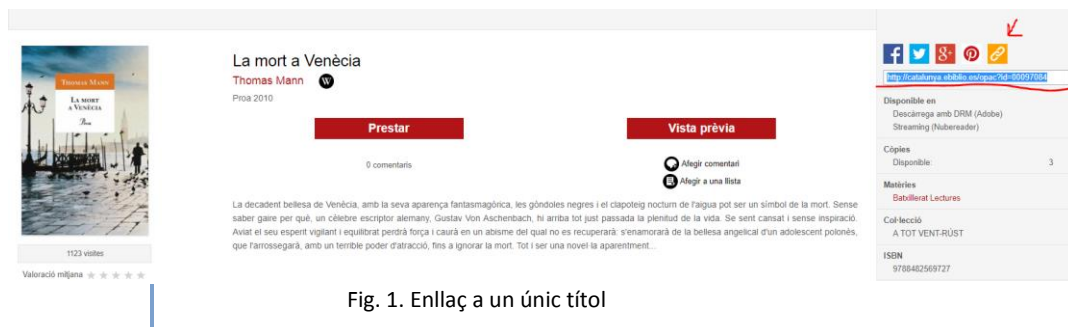 THOMAS MANN
LA MORT
A VENÈCIA
Proa
1123 visites
Valoració mitjana
La mort a Venècia
Thomas Mann W
Proa 2010
Prestar
Vista prèvia
0 comentaris
Afegir comentari
Afegir a una llista
La decadent bellesa de Venècia, amb la seva aparença fantasmagòrica, les góndoles negres i el clapoteig nocturn de l'aigua pot ser un símbol de la mort. Sense
saber gaire per què, un cèlebre escriptor alemany, Gustav Von Aschenbach, hi arriba tot just passada la plenitud de la vida. Se sent cansat i sense inspiració.
Aviat el seu esperit vigilant i equilibrat perdrà força i caurà en un abisme del qual no es recuperarà: s'enamorarà de la bellesa angelical d'un adolescent polonès,
que l'arrossegarà, amb un terrible poder d'atracció, fins a ignorar la mort. Tot i ser una novel·la aparentment...
http://catalunya.ebiblio.es/opac?id=00097084
Disponible en
Descàrrega amb DRM (Adobe)
Streaming (Nubereader)
Còpies
Disponible: 3
Matèries
Batxillerat Lectures
Col·lecció
A TOT VENT-RÚST
ISBN
9788482569727
Fig. 1. Enllaç a un únic títol